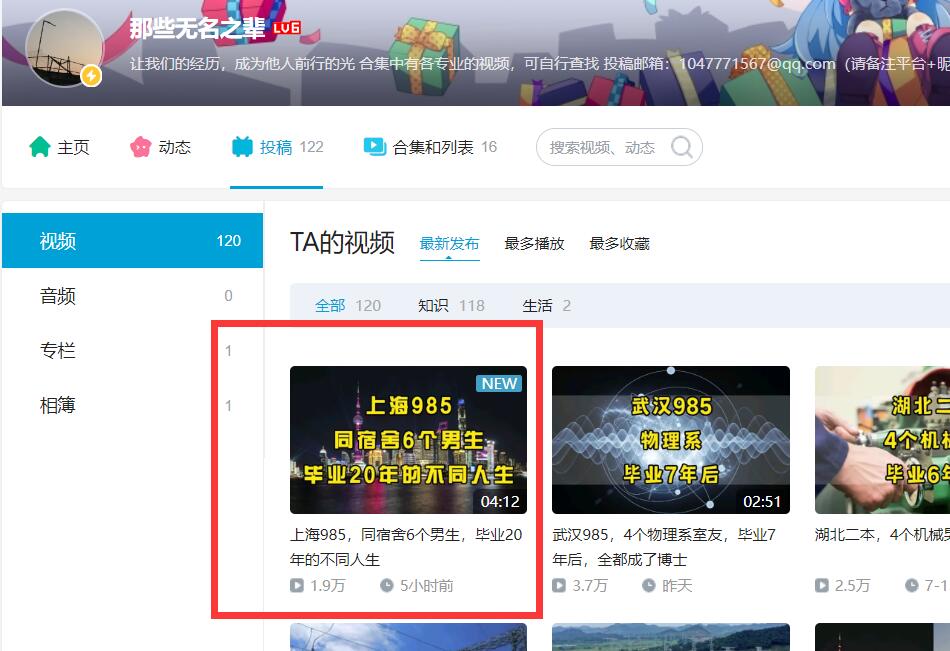 那些无名之辈 LV6
让我们的经历，成为他人前行的光 合集中有各专业的视频，可自行查找 投稿邮箱：1047771567@qq.com（请备注平台+昵
主页 动态 投稿 122 合集和列表 16 搜索视频、动态
视频 120
音频 0
专栏 1
相簿 1
TA的视频 最新发布 最多播放 最多收藏
全部 120 知识 118 生活 2
NEW
上海985
同宿舍6个男生
毕业20年的不同人生
04:12
上海985，同宿舍6个男生，毕业20
年的不同人生
1.9万 5小时前
武汉985
物理系
毕业7年后
02:51
武汉985，4个物理系室友，毕业7
年后，全都成了博士
3.7万 昨天
湖北二
4个机械
毕业6年
湖北二本，4个机械男
2.5万 7-1